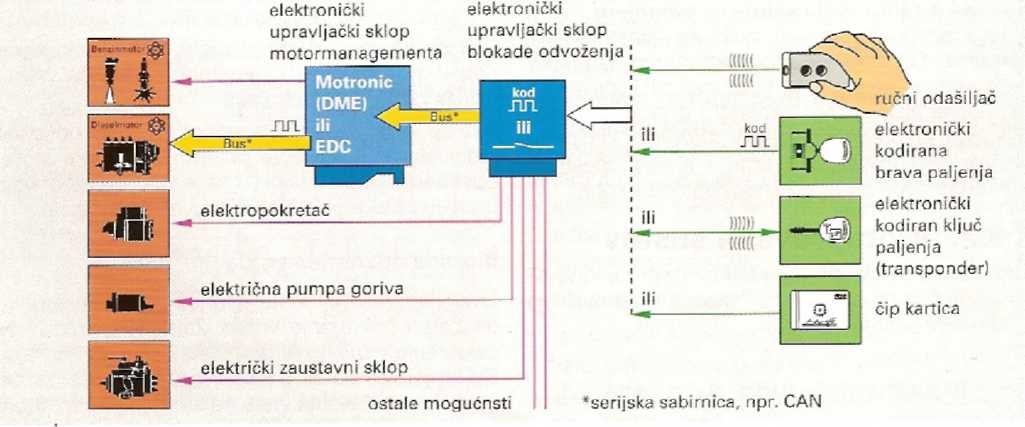 elektronički
upravljački sklop
motormanagementa
elektronički
upravljački sklop
blokade odvoženja
Benzinmotor
Motronic
(DME)
ili
EDC
kod
ili
Bus*
Dieselmotor
Bus*
ručni odašiljač
ili
kod
elektronički
kodirana
brava paljenja
elektropokretač
ili
elektronički
kodiran ključ
paljenja
(transponder)
električna pumpa goriva
ili
čip kartica
električki zaustavni sklop
ostale mogućnsti
*serijska sabirnica, npr. CAN